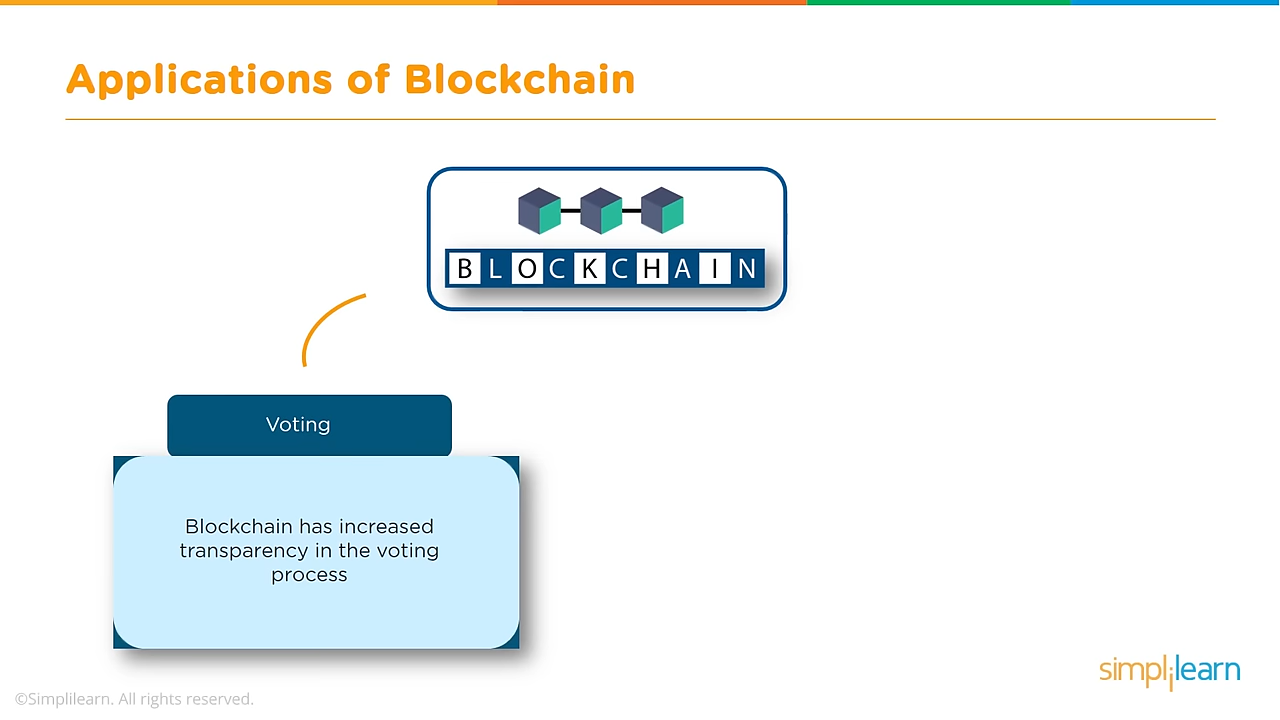 Applications of Blockchain
BLOCKCHAIN
Voting
Blockchain has increased
transparency in the voting
process
simplilearn
©Simplilearn. All rights reserved.